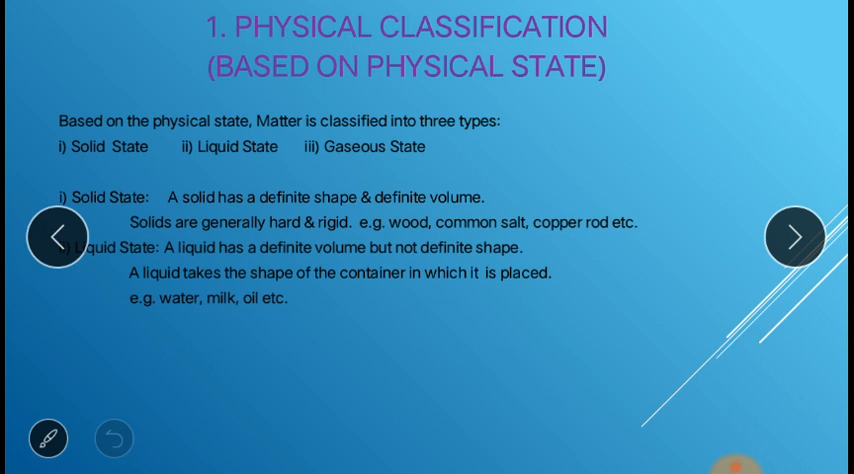 1. PHYSICAL CLASSIFICATION
(BASED ON PHYSICAL STATE)
Based on the physical state, Matter is classified into three types:
i) Solid State ii) Liquid State iii) Gaseous State
i) Solid State: A solid has a definite shape & definite volume.
Solids are generally hard & rigid. e.g. wood, common salt, copper rod etc.
ii) Liquid State: A liquid has a definite volume but not definite shape.
A liquid takes the shape of the container in which it is placed.
e.g. water, milk, oil etc.